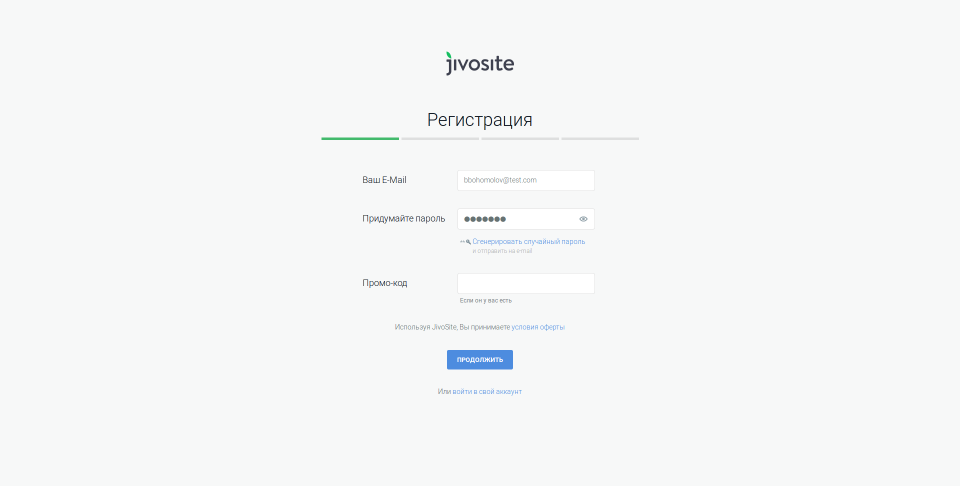 jivosite
Регистрация
Ваш E-Mail
bbohomolov@test.com
Придумайте пароль
Сгенерировать случайный пароль
и отправить на email
Промо-код
Если он у вас есть
Используя JivoSite, Вы принимаете условия оферты
ПРОДОЛЖИТЬ
Или войти в свой аккаунт